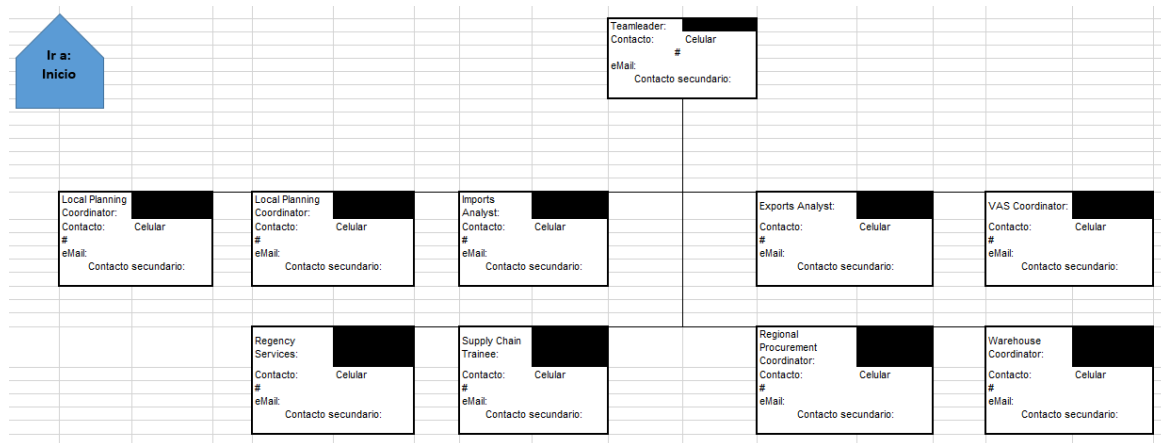 Ir a:
Inicio
Teamleader:
Contacto: Celular
#
eMail:
Contacto secundario:
Local Planning
Coordinator:
Contacto: Celular
#
eMail:
Contacto secundario:
Local Planning
Coordinator:
Contacto: Celular
#
eMail:
Contacto secundario:
Imports
Analyst:
Contacto: Celular
#
eMail:
Contacto secundario:
Exports Analyst:
Contacto: Celular
#
eMail:
Contacto secundario:
VAS Coordinator:
Contacto: Celular
#
eMail:
Contacto secundario:
Regency
Services:
Contacto: Celular
#
eMail:
Contacto secundario:
Supply Chain
Trainee:
Contacto: Celular
#
eMail:
Contacto secundario:
Regional
Procurement
Coordinator:
Contacto: Celular
#
eMail:
Contacto secundario:
Warehouse
Coordinator:
Contacto: Celular
#
eMail:
Contacto secundario: